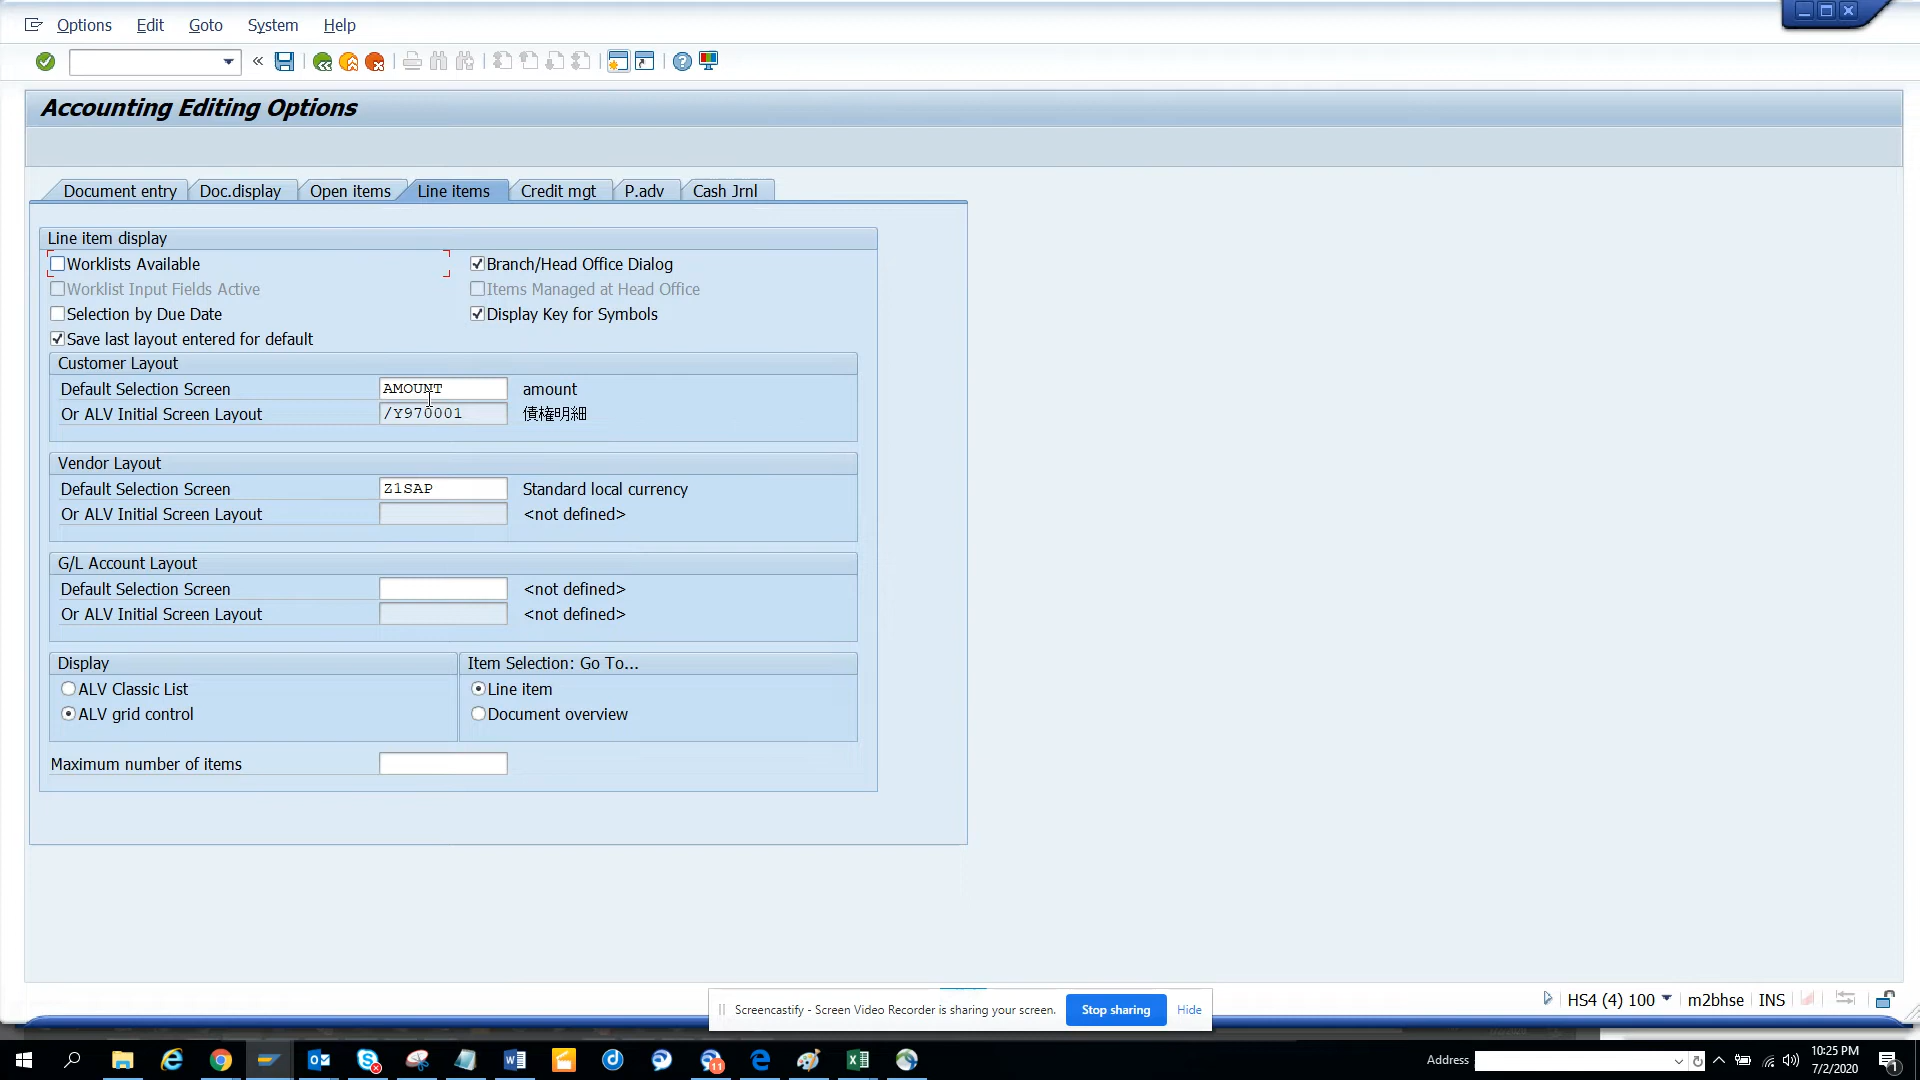 Options Edit Goto System Help
Accounting Editing Options
Document entry Doc.display Open items Line items Credit mgt P.adv Cash Jrnl
Line item display
Worklists Available Branch/Head Office Dialog
Worklist Input Fields Active Items Managed at Head Office
Selection by Due Date Display Key for Symbols
Save last layout entered for default
Customer Layout
Default Selection Screen AMOUNT amount
Or ALV Initial Screen Layout /Y970001 債権明細
Vendor Layout
Default Selection Screen Z1SAP Standard local currency
Or ALV Initial Screen Layout <not defined>
G/L Account Layout
Default Selection Screen <not defined>
Or ALV Initial Screen Layout <not defined>
Display Item Selection: Go To...
ALV Classic List Line item
ALV grid control Document overview
Maximum number of items
HS4 (4) 100 m2bhse INS
Screencastify - Screen Video Recorder is sharing your screen. Stop sharing Hide
Address 10:25 PM
7/2/2020
11
1